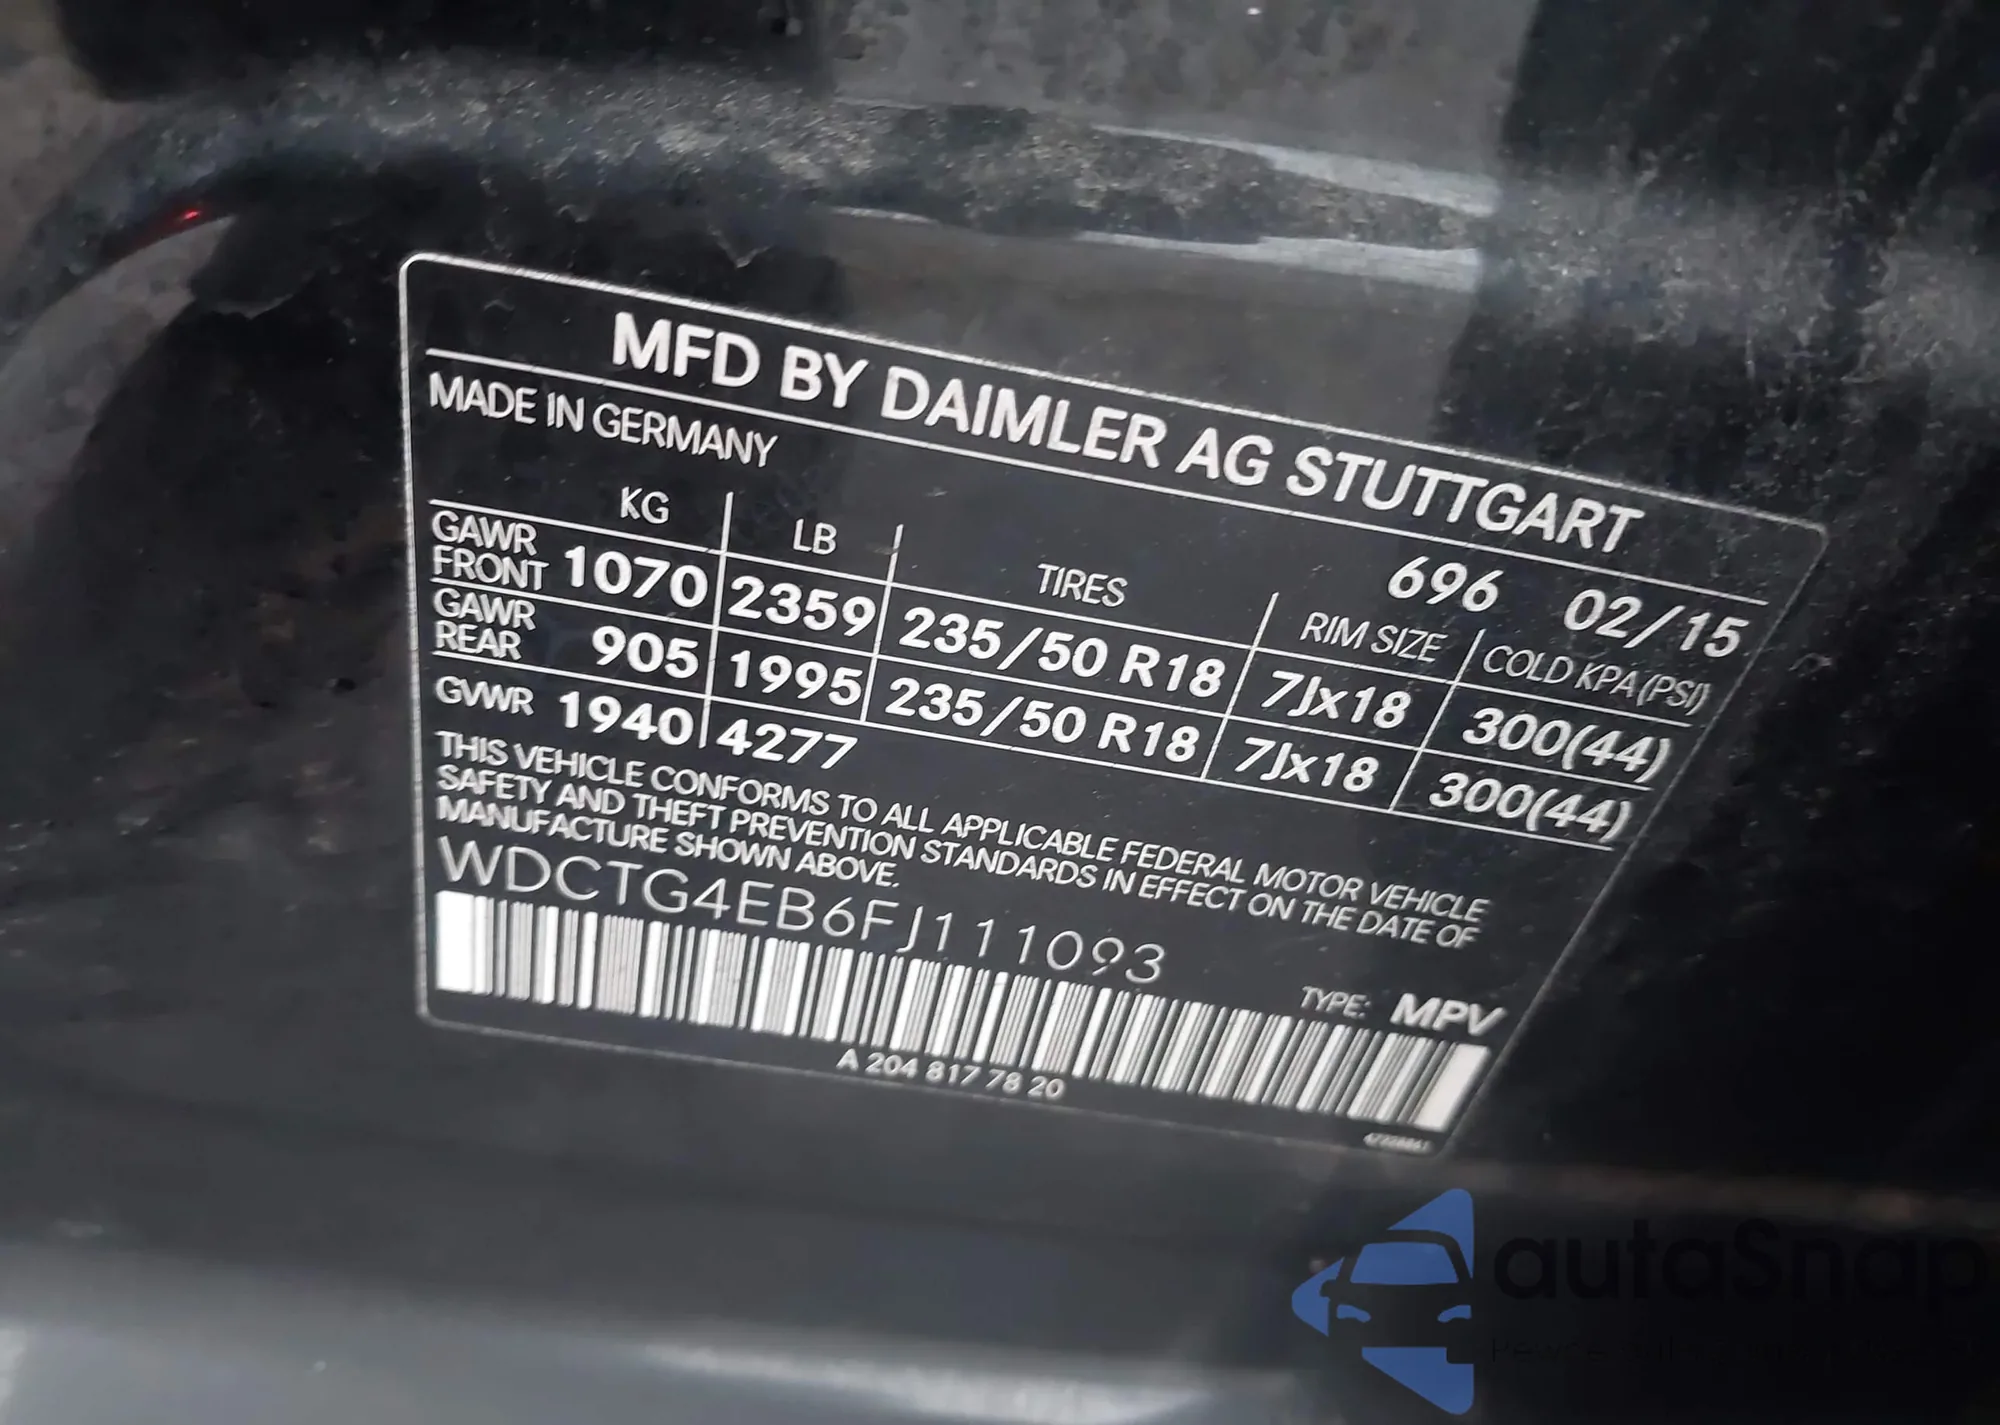 MFD BY DAIMLER AG STUTTGART
MADE IN GERMANY 696 02/15
KG LB TIRES RIM SIZE COLD KPA(PSI)
GAWR FRONT 1070 2359 235/50 R18 7Jx18 300(44)
GAWR REAR 905 1995 235/50 R18 7Jx18 300(44)
GVWR 1940 4277
THIS VEHICLE CONFORMS TO ALL APPLICABLE FEDERAL MOTOR VEHICLE
SAFETY AND THEFT PREVENTION STANDARDS IN EFFECT ON THE DATE OF
MANUFACTURE SHOWN ABOVE.
WDCTG4EB6FJ111093
TYPE: MPV
A 204 817 78 20
autaSnap